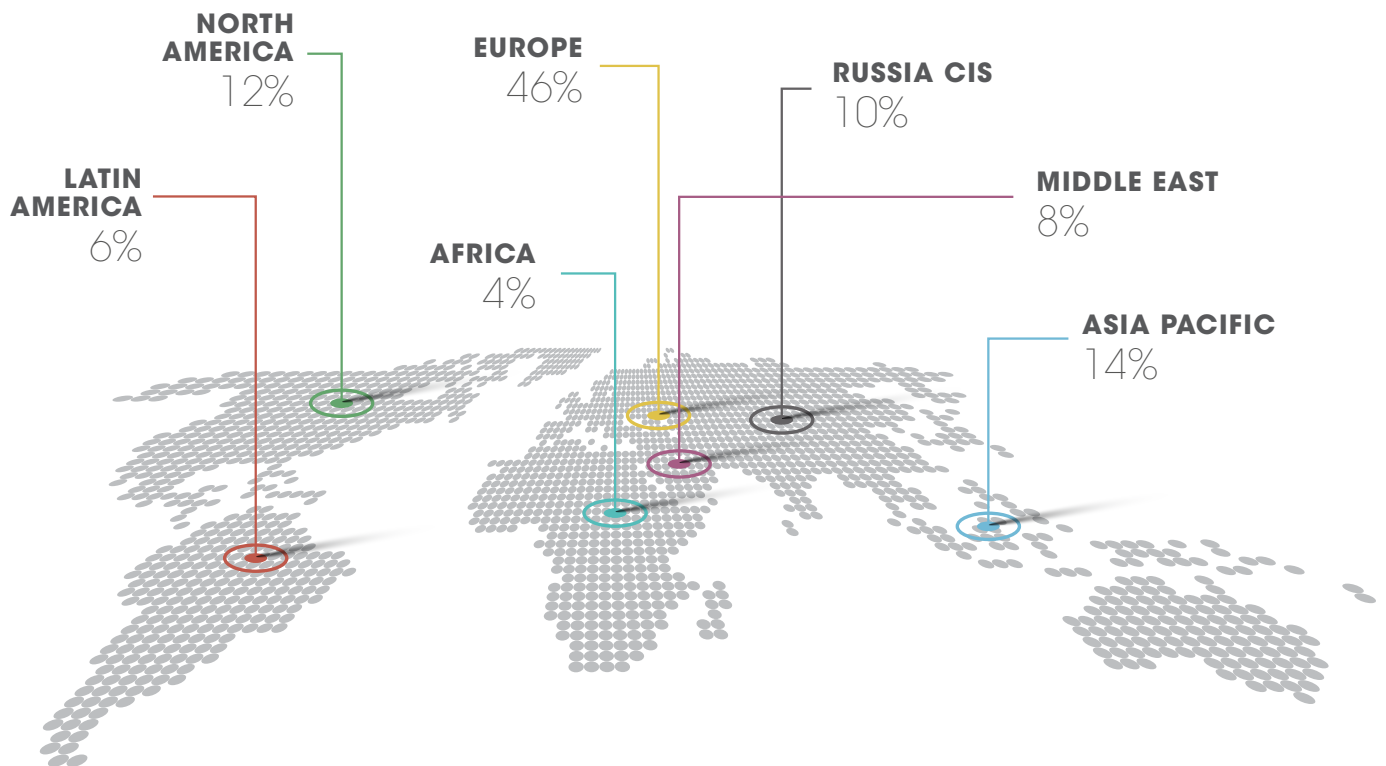 NORTH
AMERICA
12%
EUROPE
46%
RUSSIA CIS
10%
LATIN
AMERICA
6%
MIDDLE EAST
8%
AFRICA
4%
ASIA PACIFIC
14%